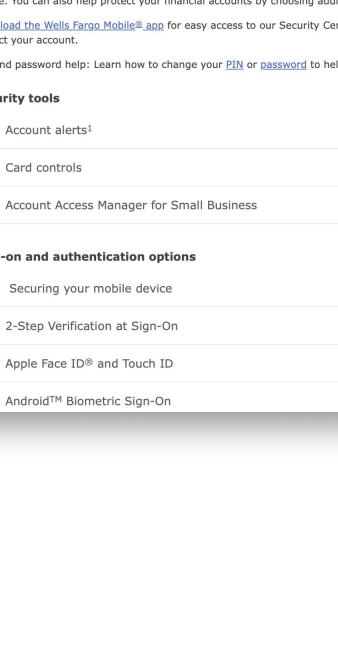 e. You can also help protect your financial accounts by choosing addi
load the Wells Fargo Mobile® app for easy access to our Security Cen
ct your account.
nd password help: Learn how to change your PIN or password to hel
urity tools
Account alerts1
Card controls
Account Access Manager for Small Business
-on and authentication options
Securing your mobile device
2-Step Verification at Sign-On
Apple Face ID® and Touch ID
Android™ Biometric Sign-On